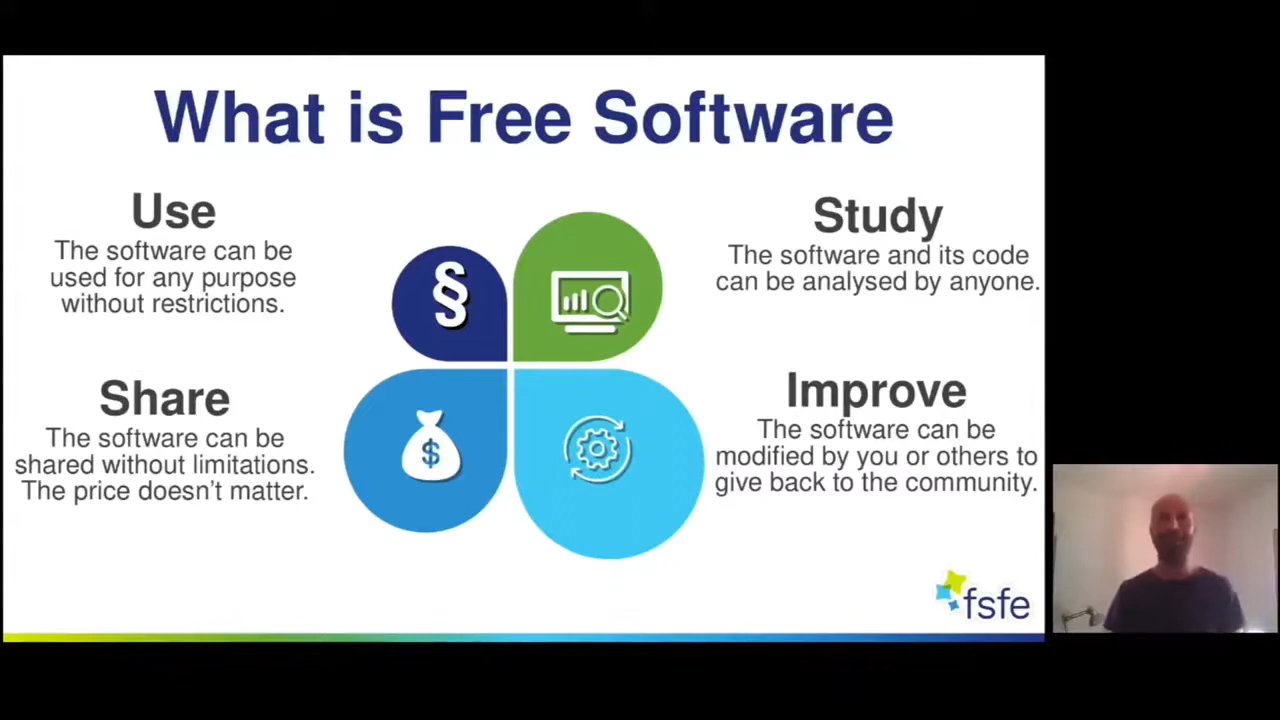 What is Free Software
Use
The software can be
used for any purpose
without restrictions.
Study
The software and its code
can be analysed by anyone.
§
Share
The software can be
shared without limitations.
The price doesn't matter.
$
Improve
The software can be
modified by you or others to
give back to the community.
fsfe